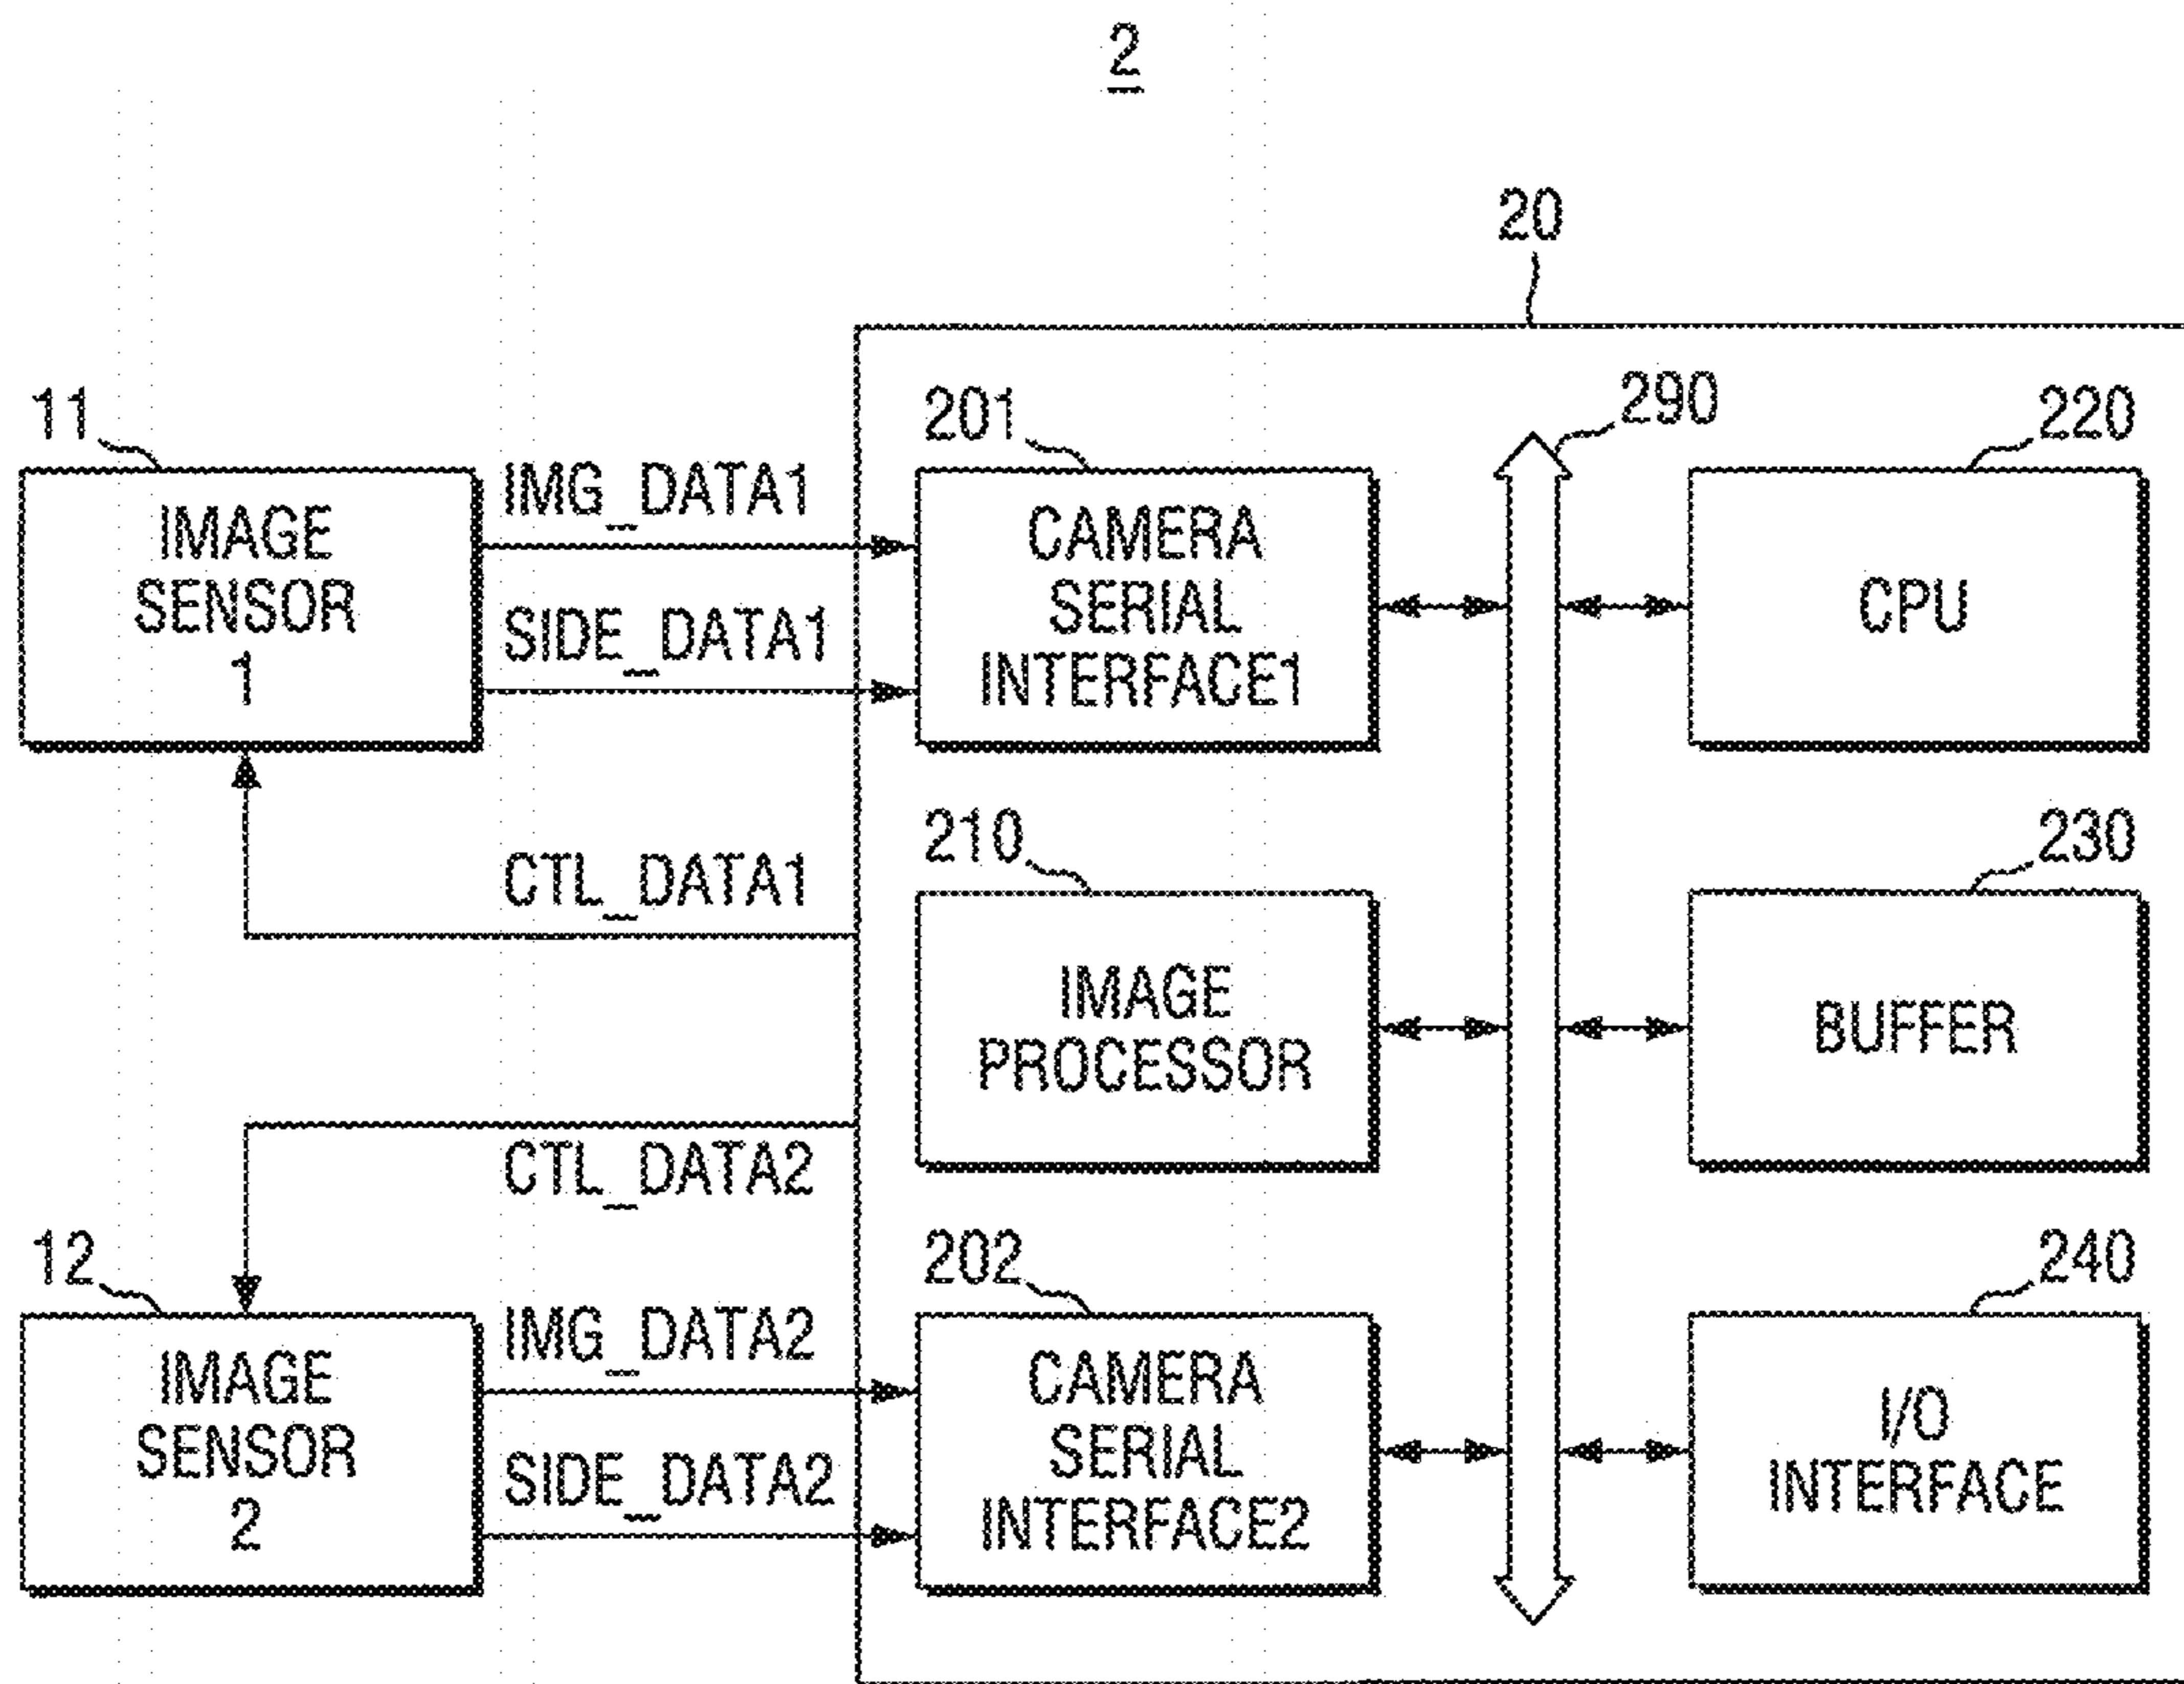 2
20
11
201
290
220
IMAGE
SENSOR
1
IMG_DATA1
SIDE_DATA1
CAMERA
SERIAL
INTERFACE1
CPU
CTL_DATA1
210
230
IMAGE
PROCESSOR
BUFFER
CTL_DATA2
12
202
240
IMAGE
SENSOR
2
IMG_DATA2
SIDE_DATA2
CAMERA
SERIAL
INTERFACE2
I/O
INTERFACE